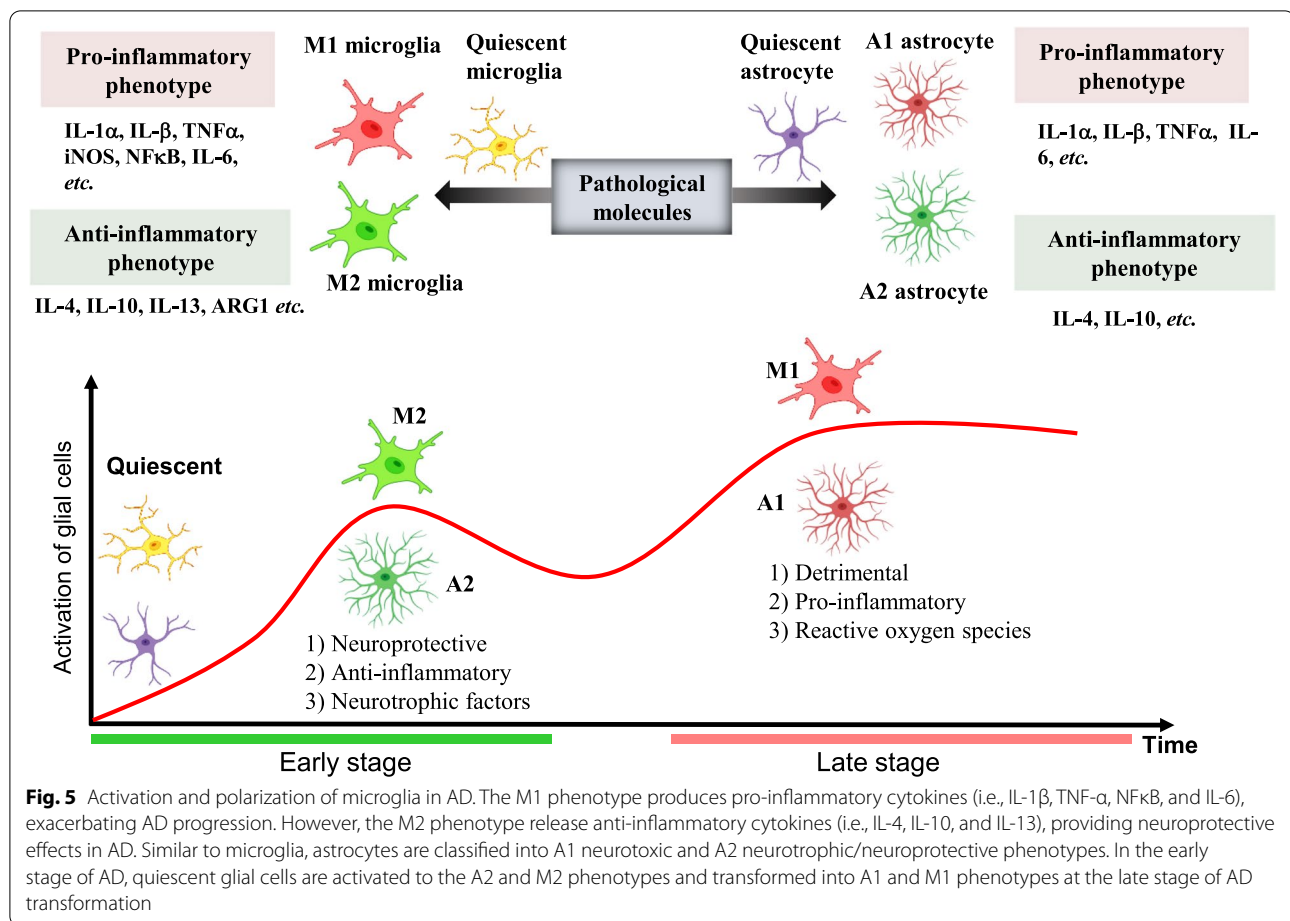 Pro-inflammatory
phenotype
IL-1α, IL-β, TNFα,
iNOS, NFκB, IL-6,
etc.
Anti-inflammatory
phenotype
IL-4, IL-10, IL-13, ARG1 etc.
M1 microglia
M2 microglia
Quiescent
microglia
Pathological
molecules
Quiescent
astrocyte
A1 astrocyte
A2 astrocyte
Pro-inflammatory
phenotype
IL-1α, IL-β, TNFα, IL-
6, etc.
Anti-inflammatory
phenotype
IL-4, IL-10, etc.
Activation of glial cells
Quiescent
M2
A2
1) Neuroprotective
2) Anti-inflammatory
3) Neurotrophic factors
M1
A1
1) Detrimental
2) Pro-inflammatory
3) Reactive oxygen species
Time
Early stage
Late stage
Fig. 5 Activation and polarization of microglia in AD. The M1 phenotype produces pro-inflammatory cytokines (i.e., IL-1β, TNF-α, NFκB, and IL-6),
exacerbating AD progression. However, the M2 phenotype release anti-inflammatory cytokines (i.e., IL-4, IL-10, and IL-13), providing neuroprotective
effects in AD. Similar to microglia, astrocytes are classified into A1 neurotoxic and A2 neurotrophic/neuroprotective phenotypes. In the early
stage of AD, quiescent glial cells are activated to the A2 and M2 phenotypes and transformed into A1 and M1 phenotypes at the late stage of AD
transformation